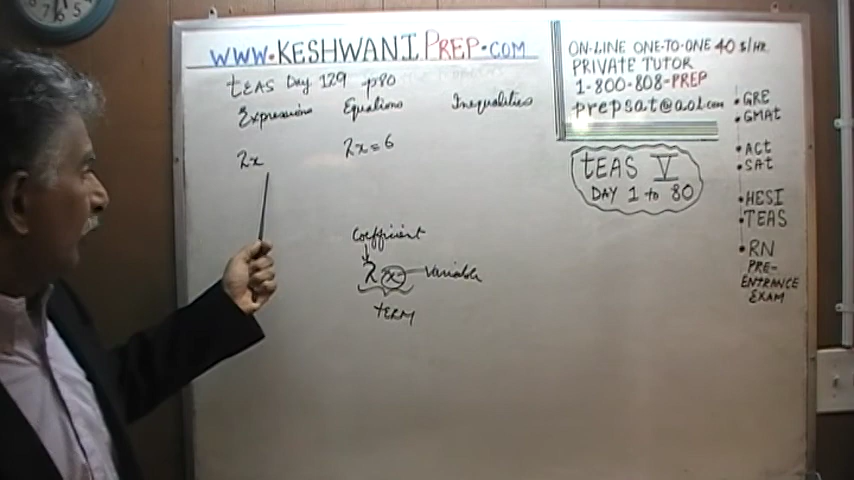 WWW.KESHWANIPREP.COM
tEAS Day 129 p80
Expressions Equations Inequalities
2x 2x = 6
Coefficient
2x Variable
tERM
ON-LINE ONE-TO-ONE 40 $/HR
PRIVATE TUTOR
1-800-808-PREP
prepsat@aol.com
tEAS V
DAY 1 to 80
• GRE
• GMAt
• ACt
• SAt
• HESI
• TEAS
• RN
PRE-
ENTRANCE
EXAM